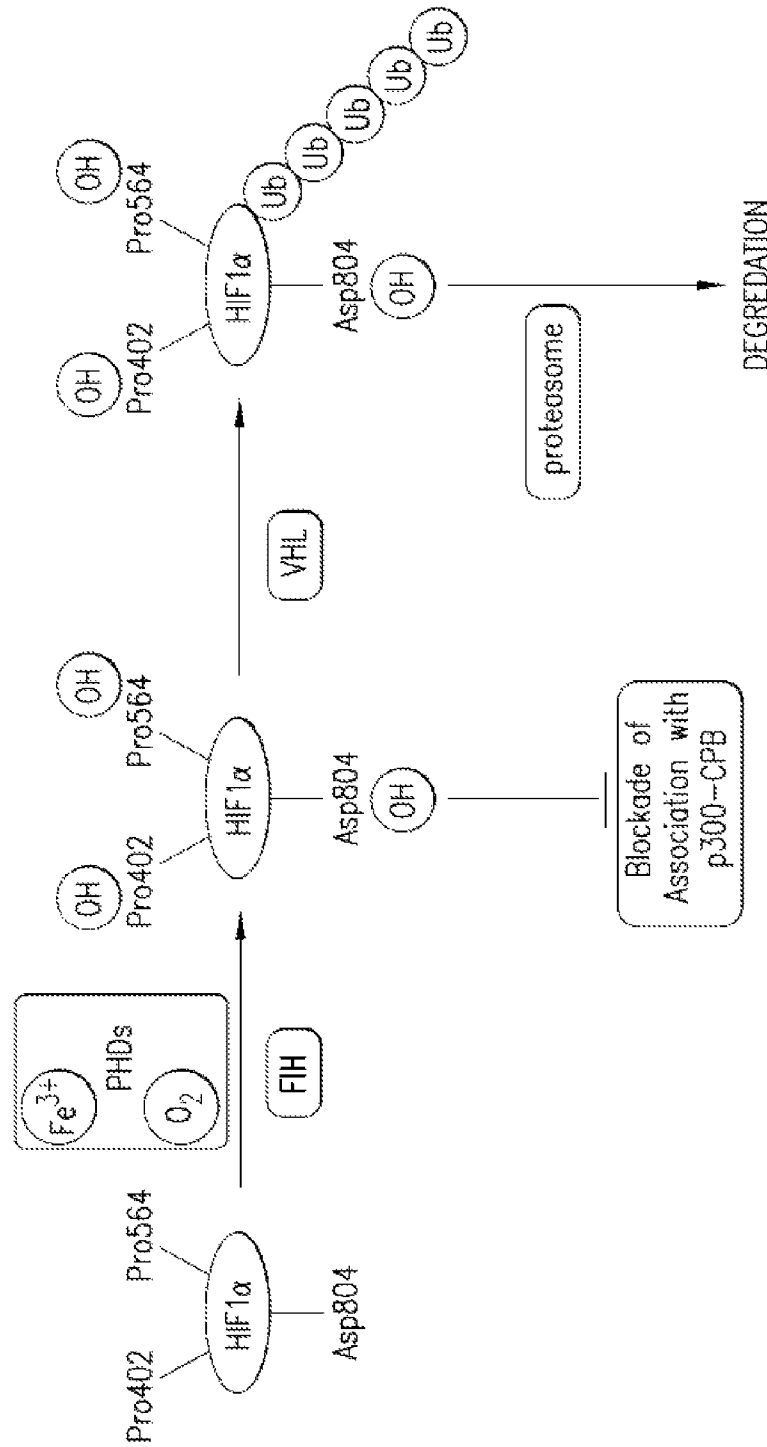 Pro402
Pro564
HIF1α
Asp804
Fe3+
PHDs
O2
FIH
OH
OH
Pro402
Pro564
HIF1α
Asp804
OH
Blockade of
Association with
p300-CPB
VHL
OH
OH
Pro402
Pro564
HIF1α
Ub
Ub
Ub
Ub
Ub
Asp804
OH
proteasome
DEGREDATION